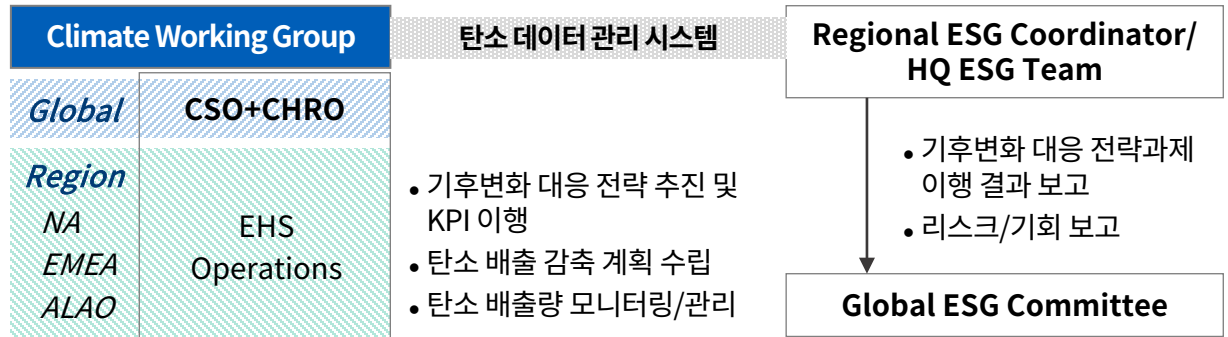 Climate Working Group
탄소 데이터 관리 시스템
Regional ESG Coordinator/
HQ ESG Team
Global
CSO+CHRO
Region
NA
EMEA
ALAO
EHS
Operations
• 기후변화 대응 전략 추진 및
KPI 이행
• 탄소 배출 감축 계획 수립
• 탄소 배출량 모니터링/관리
• 기후변화 대응 전략과제
이행 결과 보고
• 리스크/기회 보고
Global ESG Committee